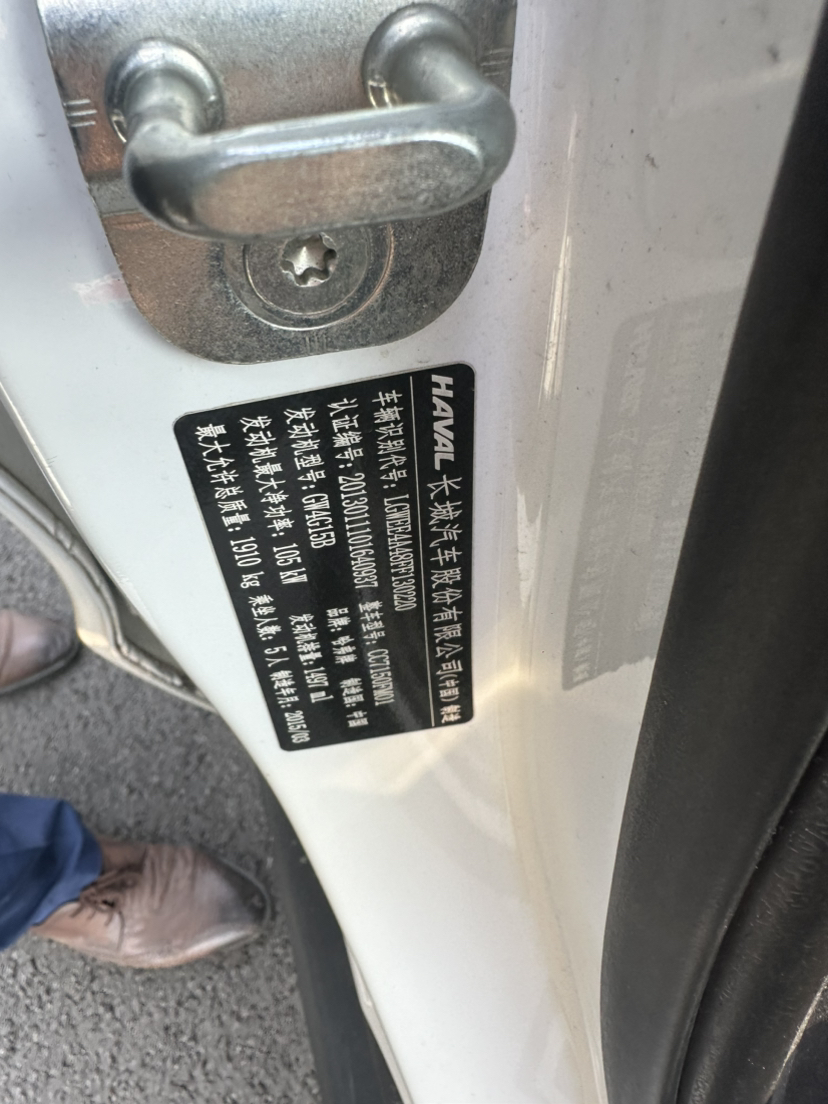 HAVAL 长城汽车股份有限公司(中国) 制造
车辆识别代号: LGWEE4A48FF130220
认证编号: 2013011101640937 整车型号: CC7150FM01
发动机型号: GW4G15B 品牌: 哈弗牌 制造国: 中国
发动机最大净功率: 105 kW 发动机排量: 1497 ml
最大允许总质量: 1910 kg 乘坐人数: 5人 制造年月: 2015/03